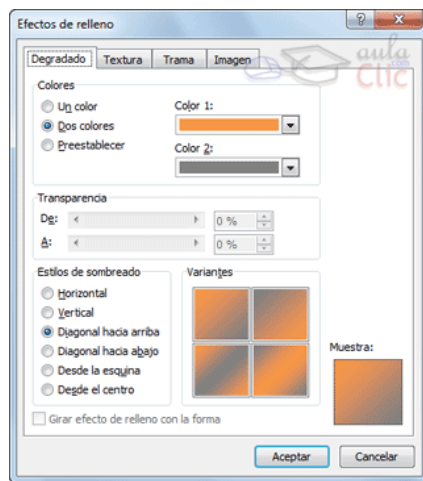 Efectos de relleno
aula
.com
Clic
Degradado Textura Trama Imagen
Colores
Un color
Dos colores
Preestablecer
Color 1:
Color 2:
Transparencia
De: 0 %
A: 0 %
Estilos de sombreado
Horizontal
Vertical
Diagonal hacia arriba
Diagonal hacia abajo
Desde la esquina
Desde el centro
Variantes
Muestra:
Girar efecto de relleno con la forma
Aceptar Cancelar